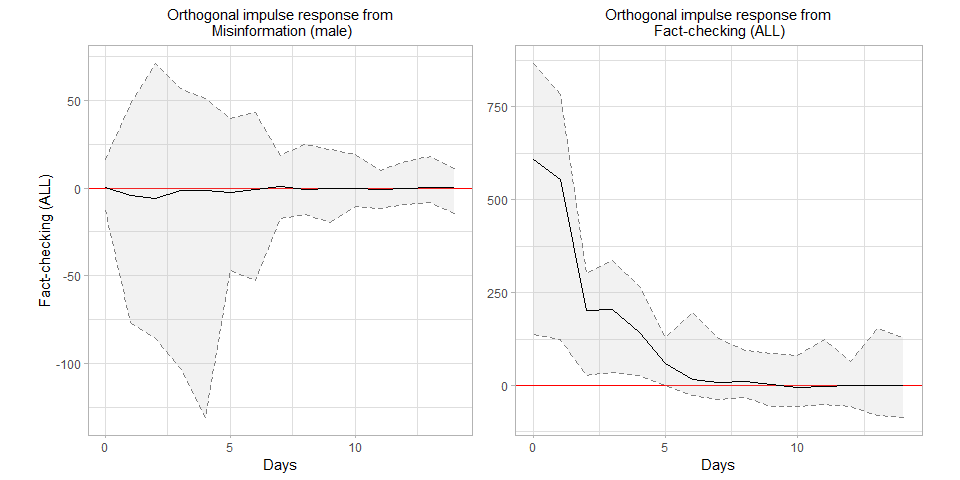 Orthogonal impulse response from
Misinformation (male)
Fact-checking (ALL)
50
0
-50
-100
0
5
10
Days
Orthogonal impulse response from
Fact-checking (ALL)
750
500
250
0
0
5
10
Days